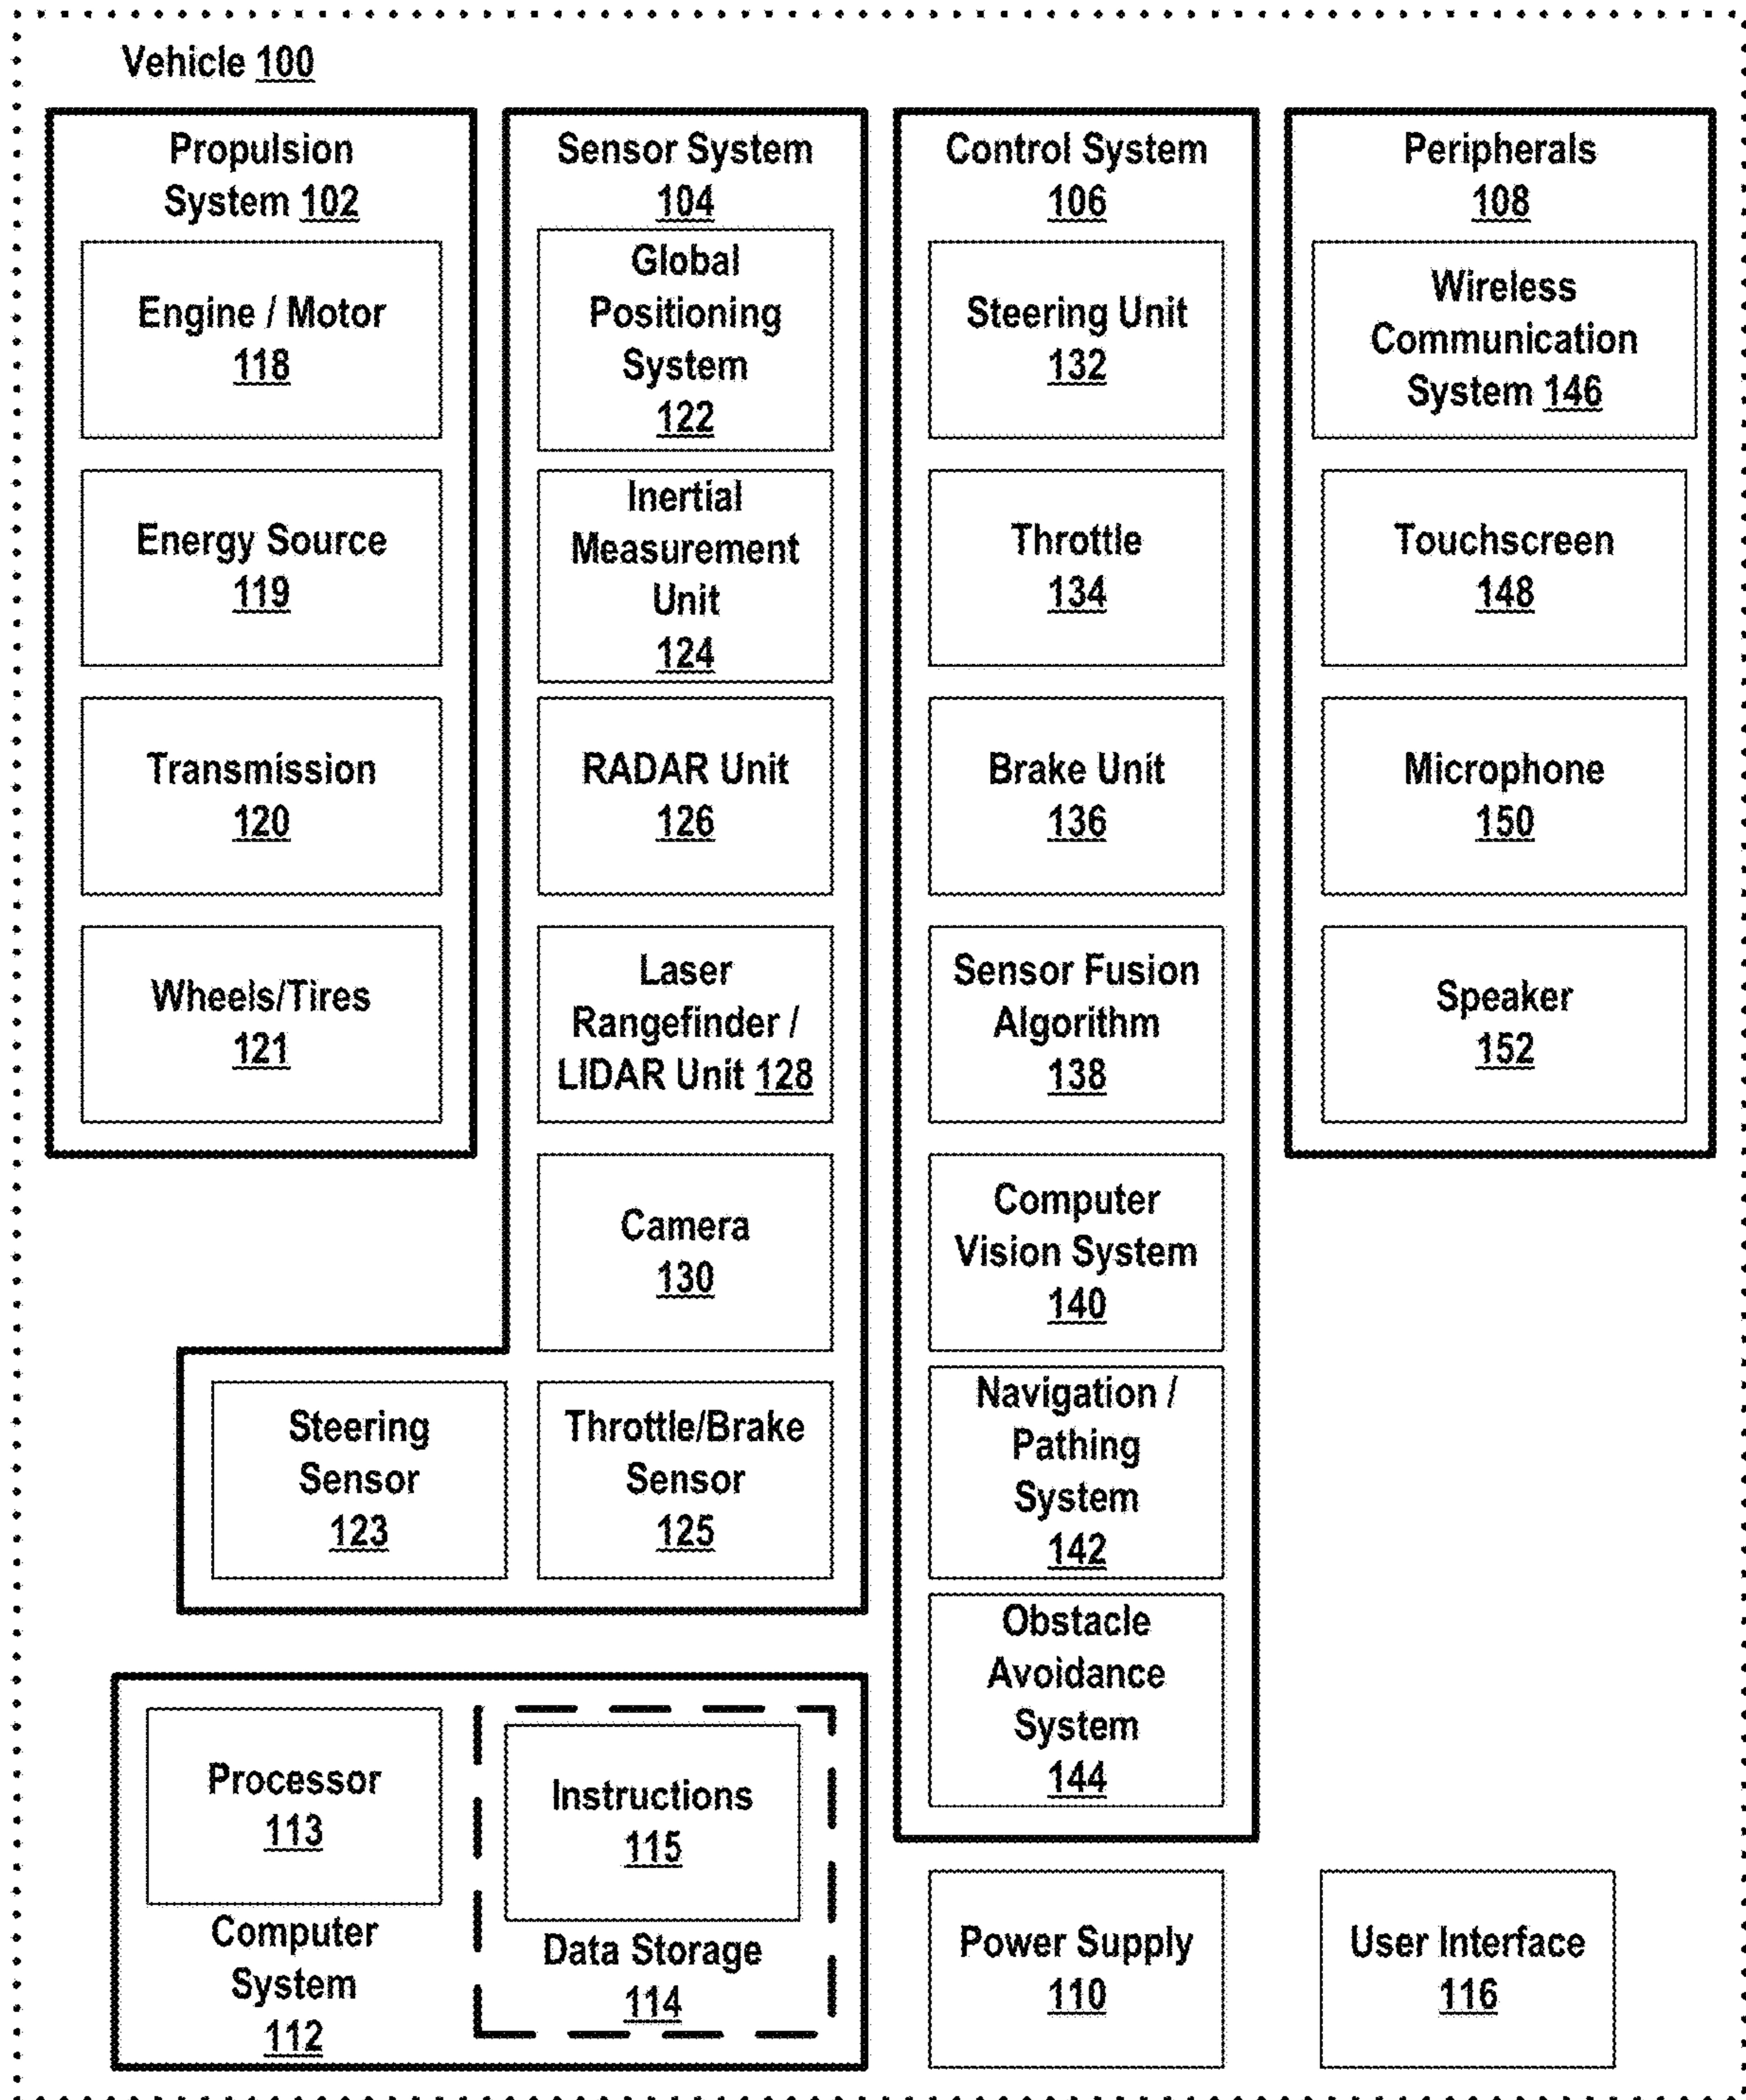 Vehicle 100
Propulsion
System 102
Engine / Motor
118
Energy Source
119
Transmission
120
Wheels/Tires
121
Sensor System
104
Global
Positioning
System
122
Inertial
Measurement
Unit
124
RADAR Unit
126
Laser
Rangefinder /
LIDAR Unit 128
Camera
130
Steering
Sensor
123
Throttle/Brake
Sensor
125
Control System
106
Steering Unit
132
Throttle
134
Brake Unit
136
Sensor Fusion
Algorithm
138
Computer
Vision System
140
Navigation /
Pathing
System
142
Obstacle
Avoidance
System
144
Peripherals
108
Wireless
Communication
System 146
Touchscreen
148
Microphone
150
Speaker
152
Processor
113
Computer
System
112
Instructions
115
Data Storage
114
Power Supply
110
User Interface
116